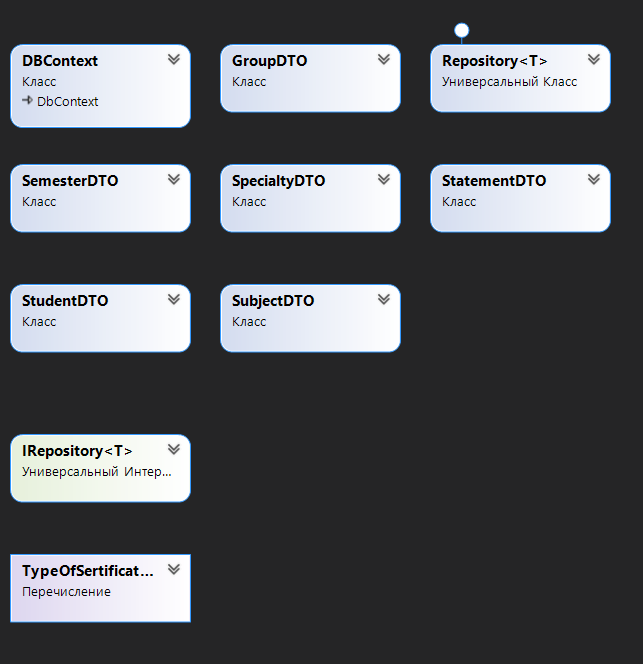 DBContext
Класс
DbContext
GroupDTO
Класс
Repository<T>
Универсальный Класс
SemesterDTO
Класс
SpecialtyDTO
Класс
StatementDTO
Класс
StudentDTO
Класс
SubjectDTO
Класс
IRepository<T>
Универсальный Интер...
TypeOfSertificat...
Перечисление